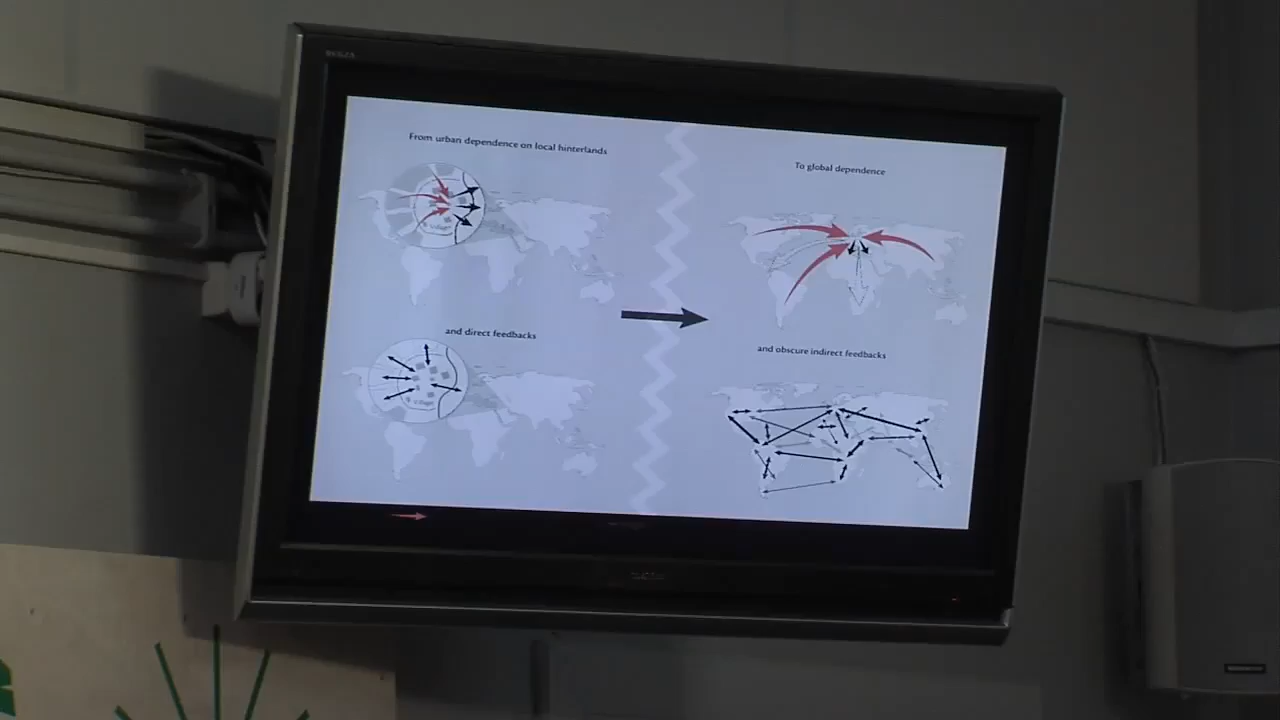 From urban dependence on local hinterlands
To global dependence
and direct feedbacks
and obscure indirect feedbacks